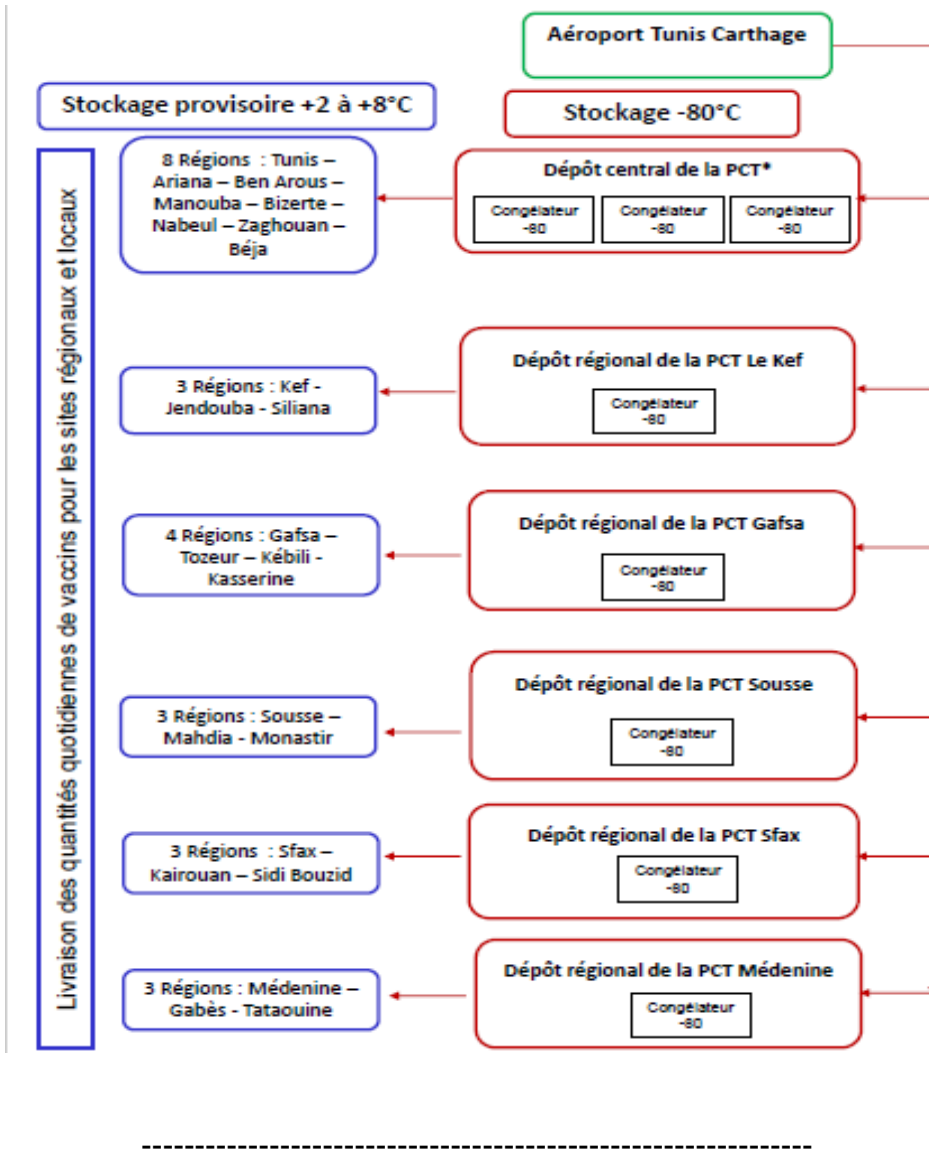 Aéroport Tunis Carthage
Stockage provisoire +2 à +8°C
Stockage -80°C
Livraison des quantités quotidiennes de vaccins pour les sites régionaux et locaux
8 Régions : Tunis –
Ariana – Ben Arous –
Manouba – Bizerte –
Nabeul – Zaghouan –
Béja
Dépôt central de la PCT*
Congélateur
-80
Congélateur
-80
Congélateur
-80
3 Régions : Kef -
Jendouba - Siliana
Dépôt régional de la PCT Le Kef
Congélateur
-80
4 Régions : Gafsa –
Tozeur – Kébili -
Kasserine
Dépôt régional de la PCT Gafsa
Congélateur
-80
3 Régions : Sousse –
Mahdia - Monastir
Dépôt régional de la PCT Sousse
Congélateur
-80
3 Régions : Sfax –
Kairouan – Sidi Bouzid
Dépôt régional de la PCT Sfax
Congélateur
-80
3 Régions : Médenine –
Gabès - Tataouine
Dépôt régional de la PCT Médenine
Congélateur
-80